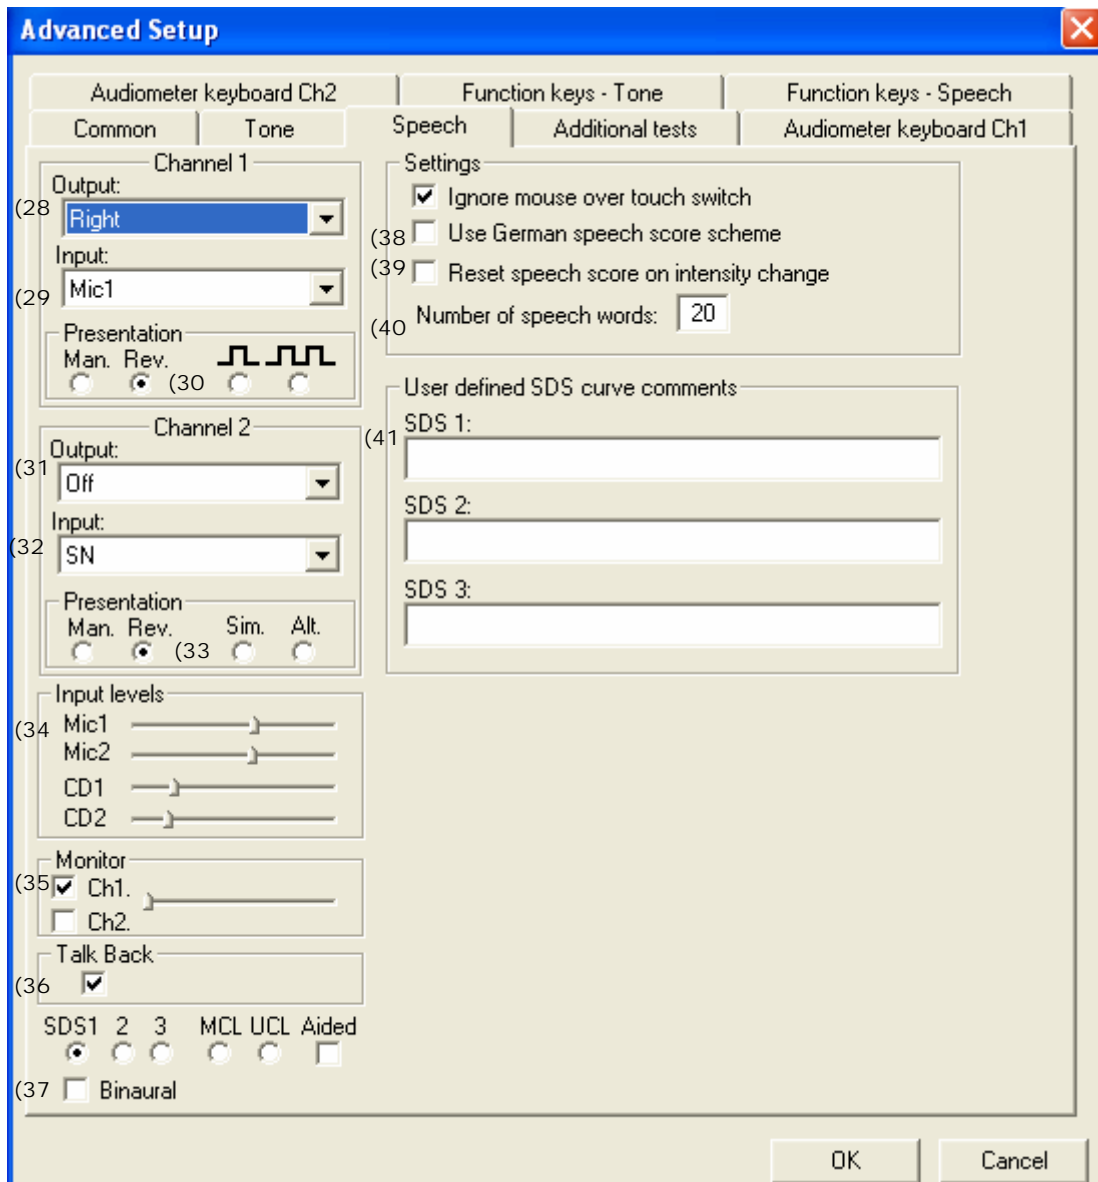 Advanced Setup
Audiometer keyboard Ch2
Function keys - Tone
Function keys - Speech
Common
Tone
Speech
Additional tests
Audiometer keyboard Ch1
Channel 1
Output:
(28
Right
Input:
(29
Mic1
Presentation
Man. Rev.
(30
Channel 2
Output:
(31
Off
Input:
(32
SN
Presentation
Man. Rev. Sim. Alt.
(33
Input levels
(34
Mic1
Mic2
CD1
CD2
Monitor
(35
Ch1.
Ch2.
Talk Back
(36
SDS1 2 3 MCL UCL Aided
(37
Binaural
Settings
Ignore mouse over touch switch
(38
Use German speech score scheme
(39
Reset speech score on intensity change
(40
Number of speech words: 20
User defined SDS curve comments
(41
SDS 1:
SDS 2:
SDS 3:
OK
Cancel